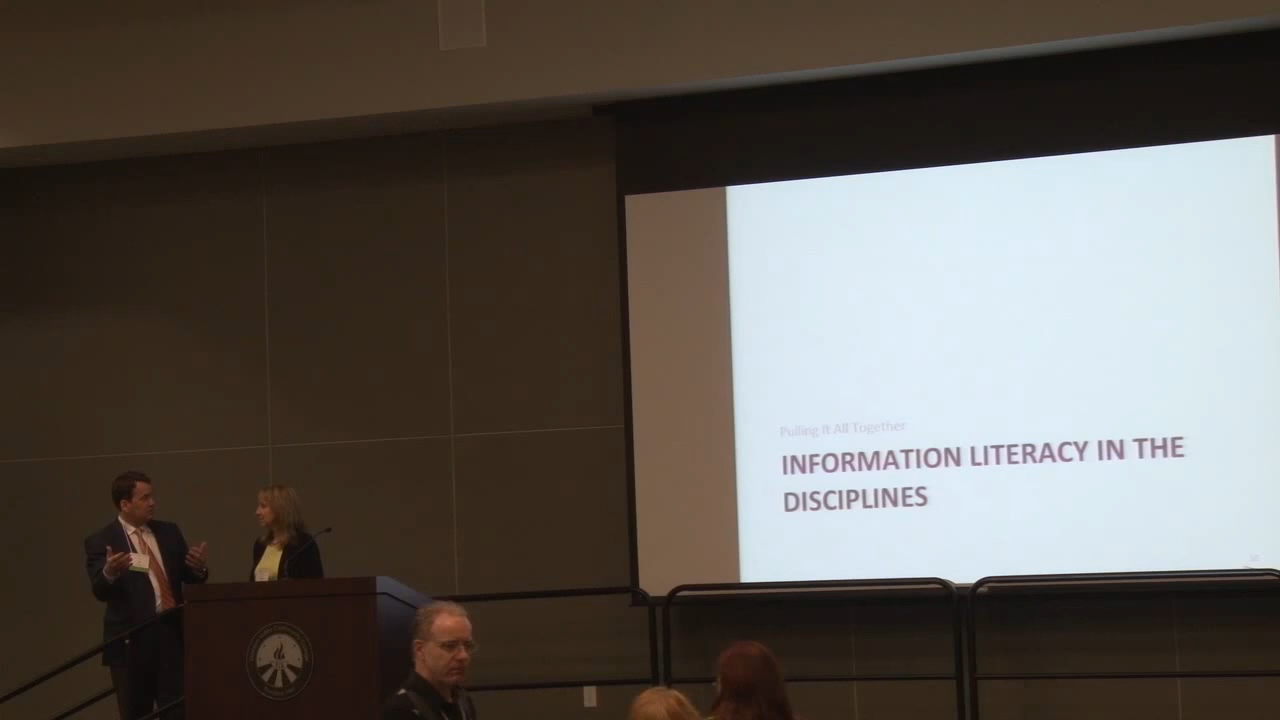 Pulling It All Together
INFORMATION LITERACY IN THE
DISCIPLINES